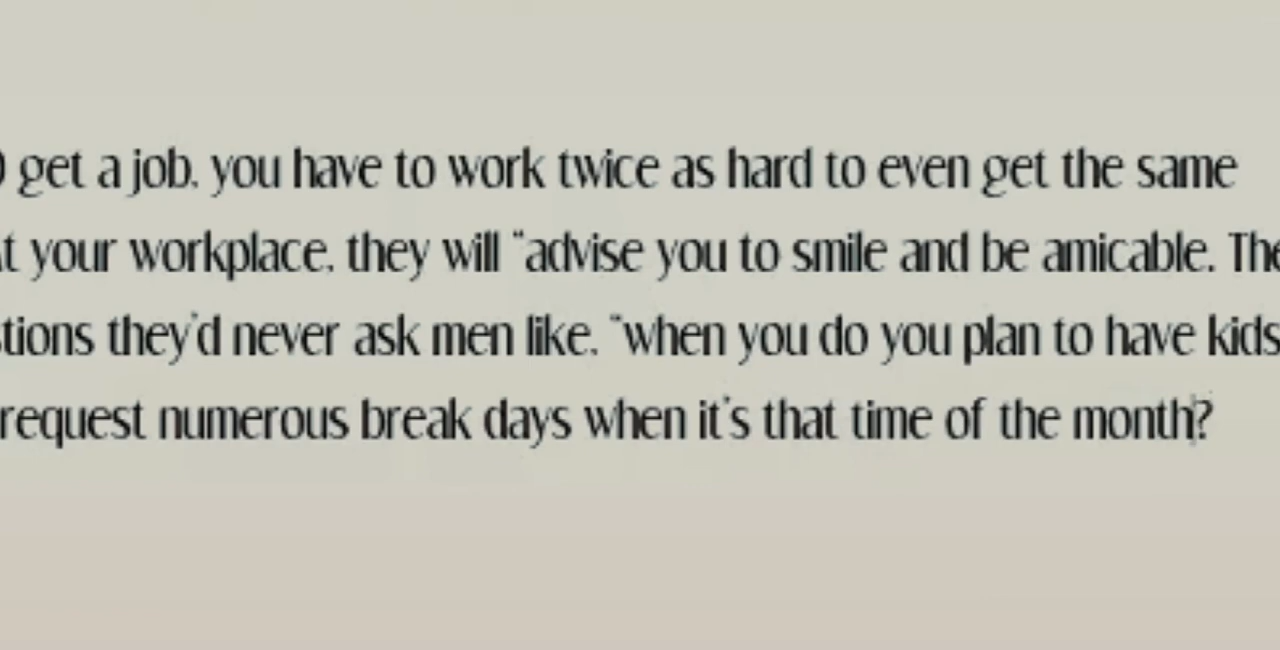 get a job, you have to work twice as hard to even get the same
your workplace, they will "advise you to smile and be amicable. The
they'd never ask men like, "when you do you plan to have kids
request numerous break days when it's that time of the month?